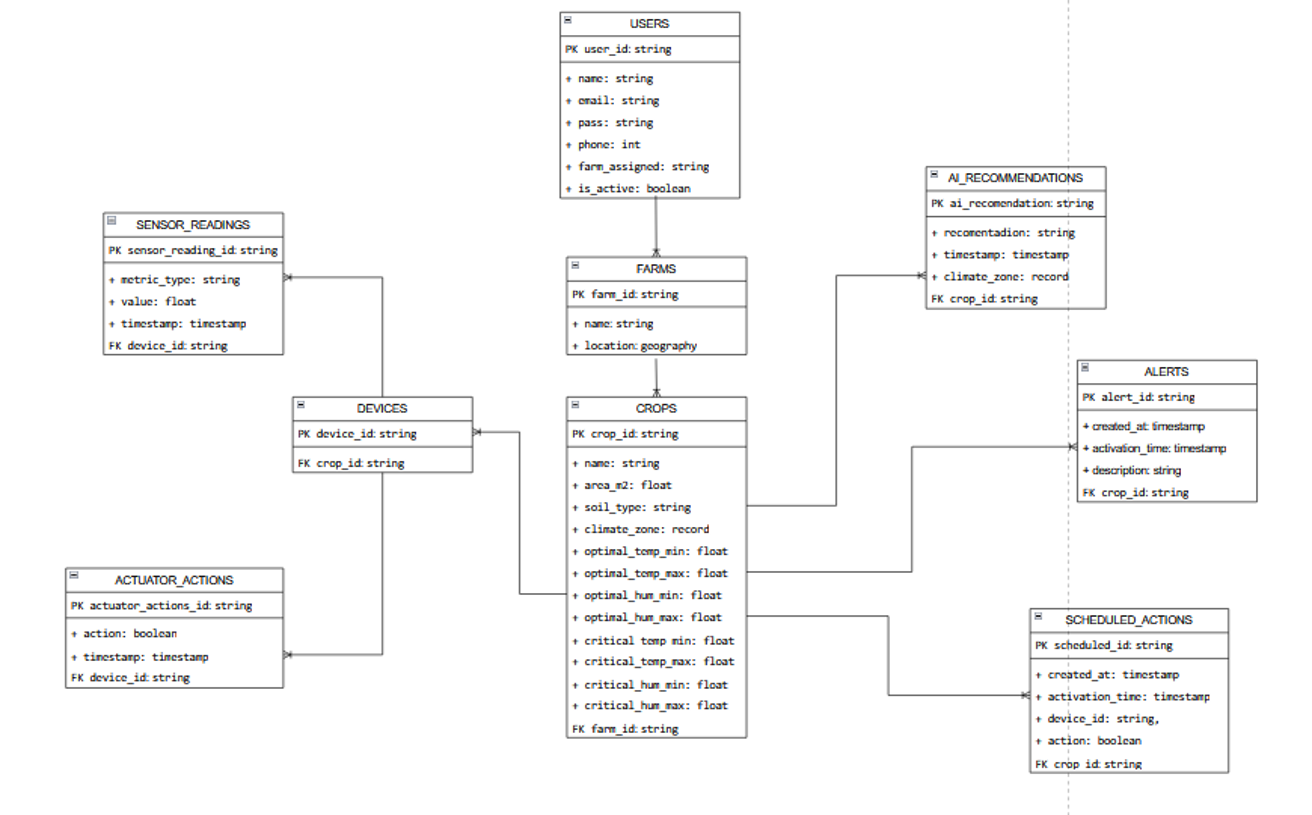 USERS
PK user_id: string
+ name: string
+ email: string
+ pass: string
+ phone: int
+ farm_assigned: string
+ is_active: boolean
AI_RECOMMENDATIONS
PK ai_recomendation: string
+ recomentadion: string
+ timestamp: timestamp
+ climate_zone: record
FK crop_id: string
SENSOR_READINGS
PK sensor_reading_id: string
+ metric_type: string
+ value: float
+ timestamp: timestamp
FK device_id: string
FARMS
PK farm_id: string
+ name: string
+ location: geography
ALERTS
PK alert_id: string
+ created_at: timestamp
+ activation_time: timestamp
+ description: string
FK crop_id: string
DEVICES
PK device_id: string
FK crop_id: string
CROPS
PK crop_id: string
+ name: string
+ area_m2: float
+ soil_type: string
+ climate_zone: record
+ optimal_temp_min: float
+ optimal_temp_max: float
+ optimal_hum_min: float
+ optimal_hum_max: float
+ critical temp min: float
+ critical_temp_max: float
+ critical_hum_min: float
+ critical_hum_max: float
FK farm_id: string
ACTUATOR_ACTIONS
PK actuator_actions_id: string
+ action: boolean
+ timestamp: timestamp
FK device_id: string
SCHEDULED_ACTIONS
PK scheduled_id: string
+ created_at: timestamp
+ activation_time: timestamp
+ device_id: string,
+ action: boolean
FK crop_id: string